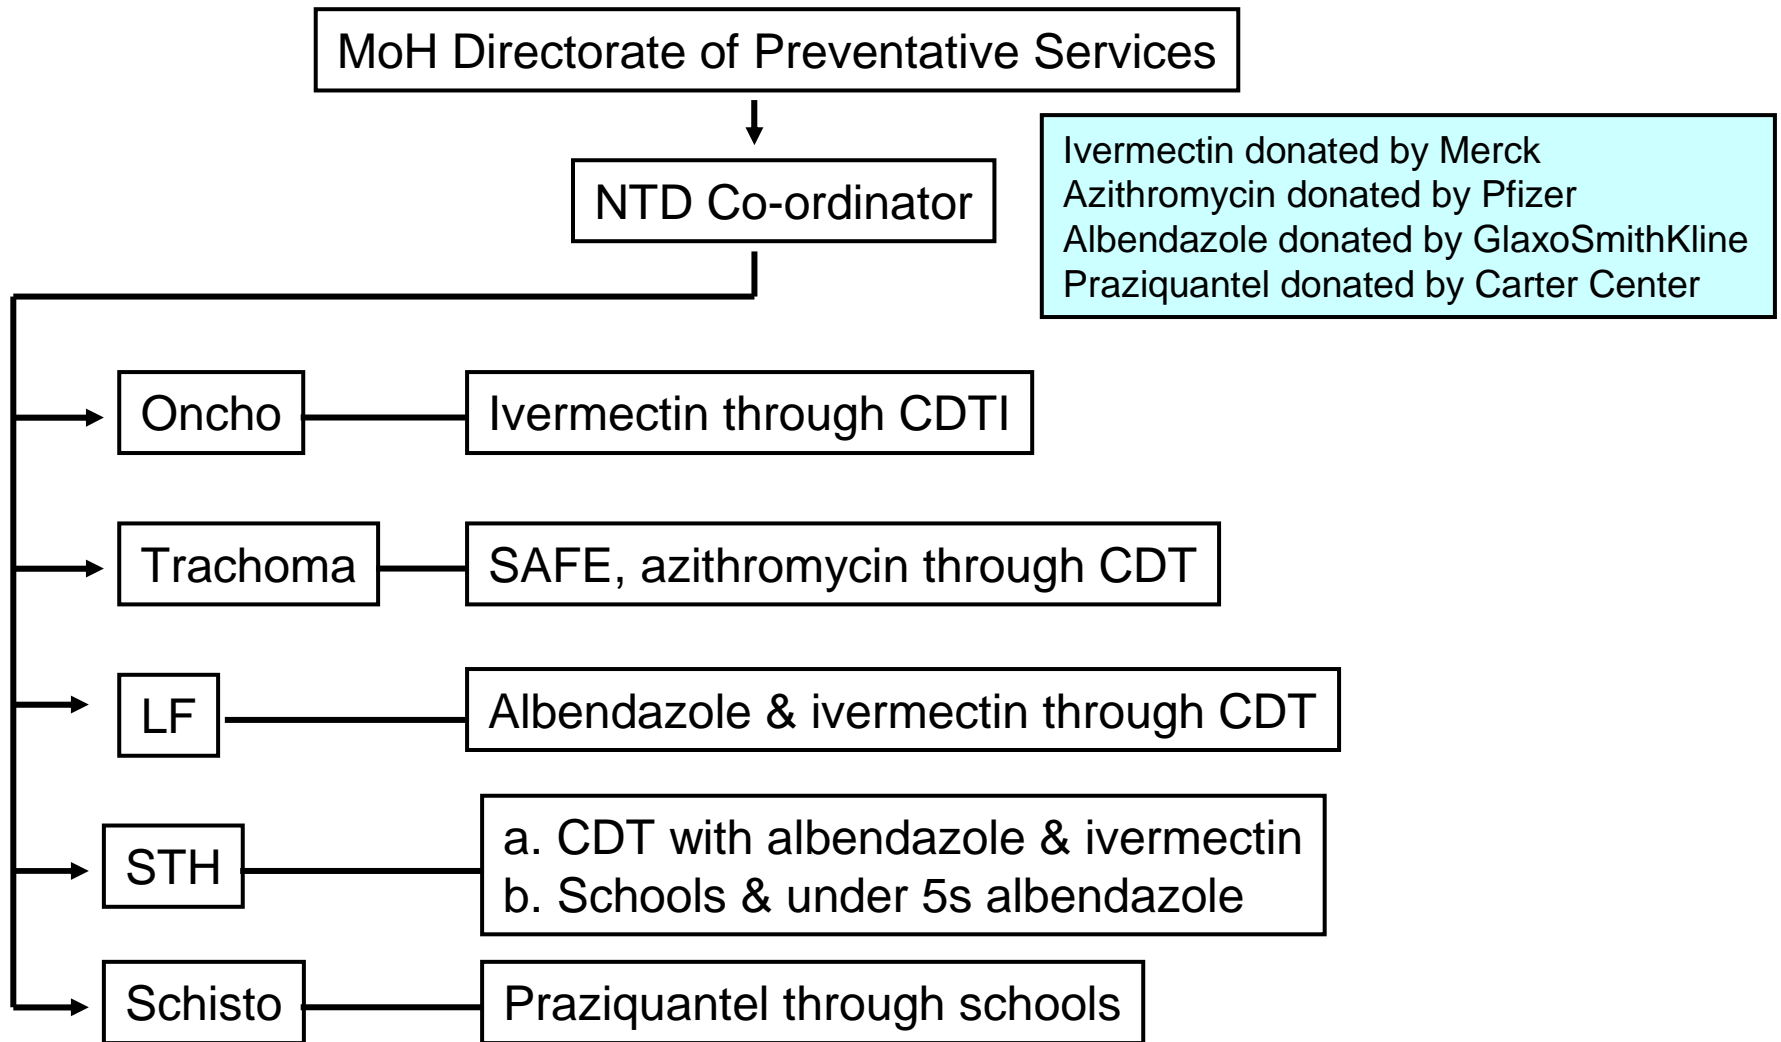 MoH Directorate of Preventative Services
NTD Co-ordinator
Ivermectin donated by Merck
Azithromycin donated by Pfizer
Albendazole donated by GlaxoSmithKline
Praziquantel donated by Carter Center
Oncho
Ivermectin through CDTI
Trachoma
SAFE, azithromycin through CDT
LF
Albendazole & ivermectin through CDT
STH
a. CDT with albendazole & ivermectin
b. Schools & under 5s albendazole
Schisto
Praziquantel through schools